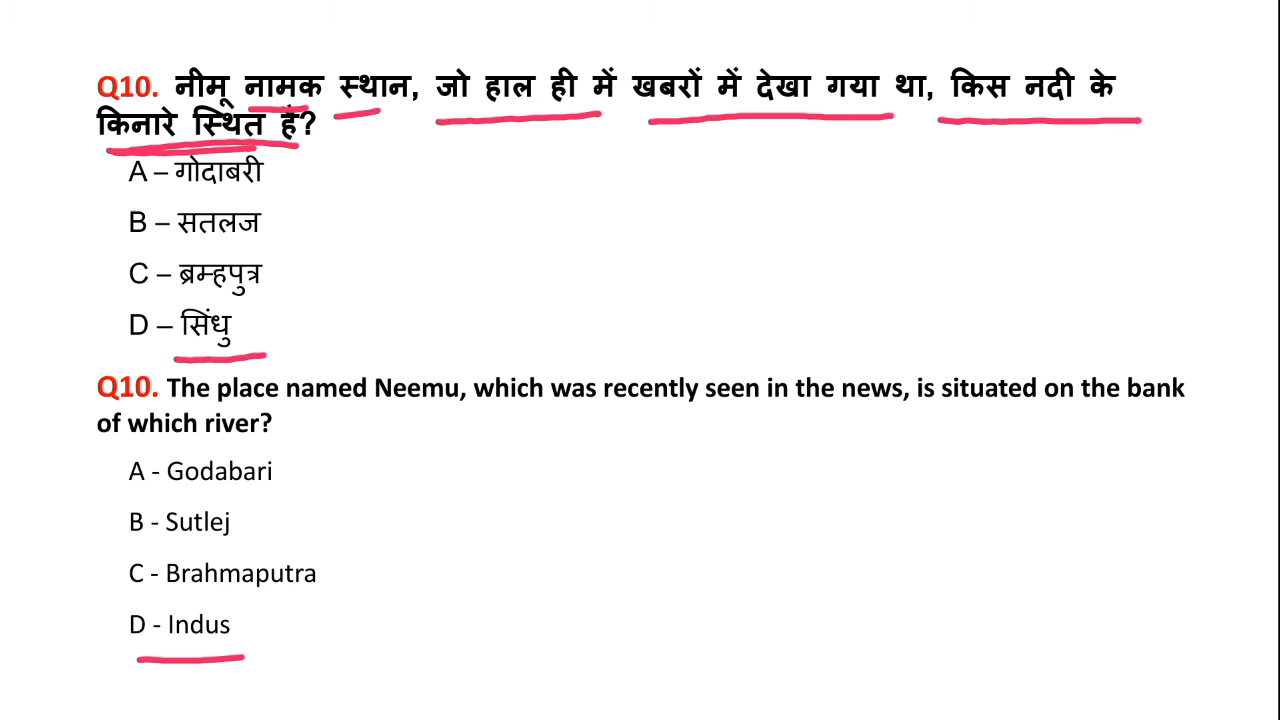 Q10. नीमू नामक स्थान, जो हाल ही में खबरों में देखा गया था, किस नदी के
किनारे स्थित है?
A – गोदाबरी
B – सतलज
C – ब्रम्हपुत्र
D – सिंधु
Q10. The place named Neemu, which was recently seen in the news, is situated on the bank
of which river?
A - Godabari
B - Sutlej
C - Brahmaputra
D - Indus